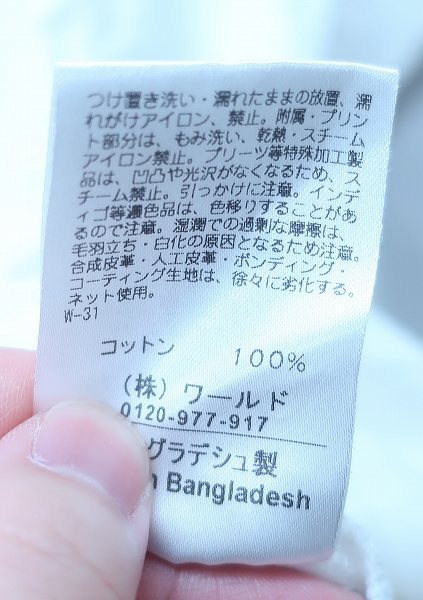 つけ置き洗い・濡れたままの放置、濡
れがけアイロン、禁止。附属・プリン
ト部分は、もみ洗い、乾熱・スチーム
アイロン禁止。プリーツ等特殊加工製
品は、凹凸や光沢がなくなるため、ス
チーム禁止。引っかけに注意。インデ
ィゴ等濃色品は、色移りすることがあ
るので注意。湿潤での過剰な摩擦は、
毛羽立ち・白化の原因となるため注意。
合成皮革・人工皮革・ボンディング・
コーティング生地は、徐々に劣化する。
ネット使用。
W-31
コットン 100%
(株) ワールド
0120-977-917
グラデシュ製
Bangladesh